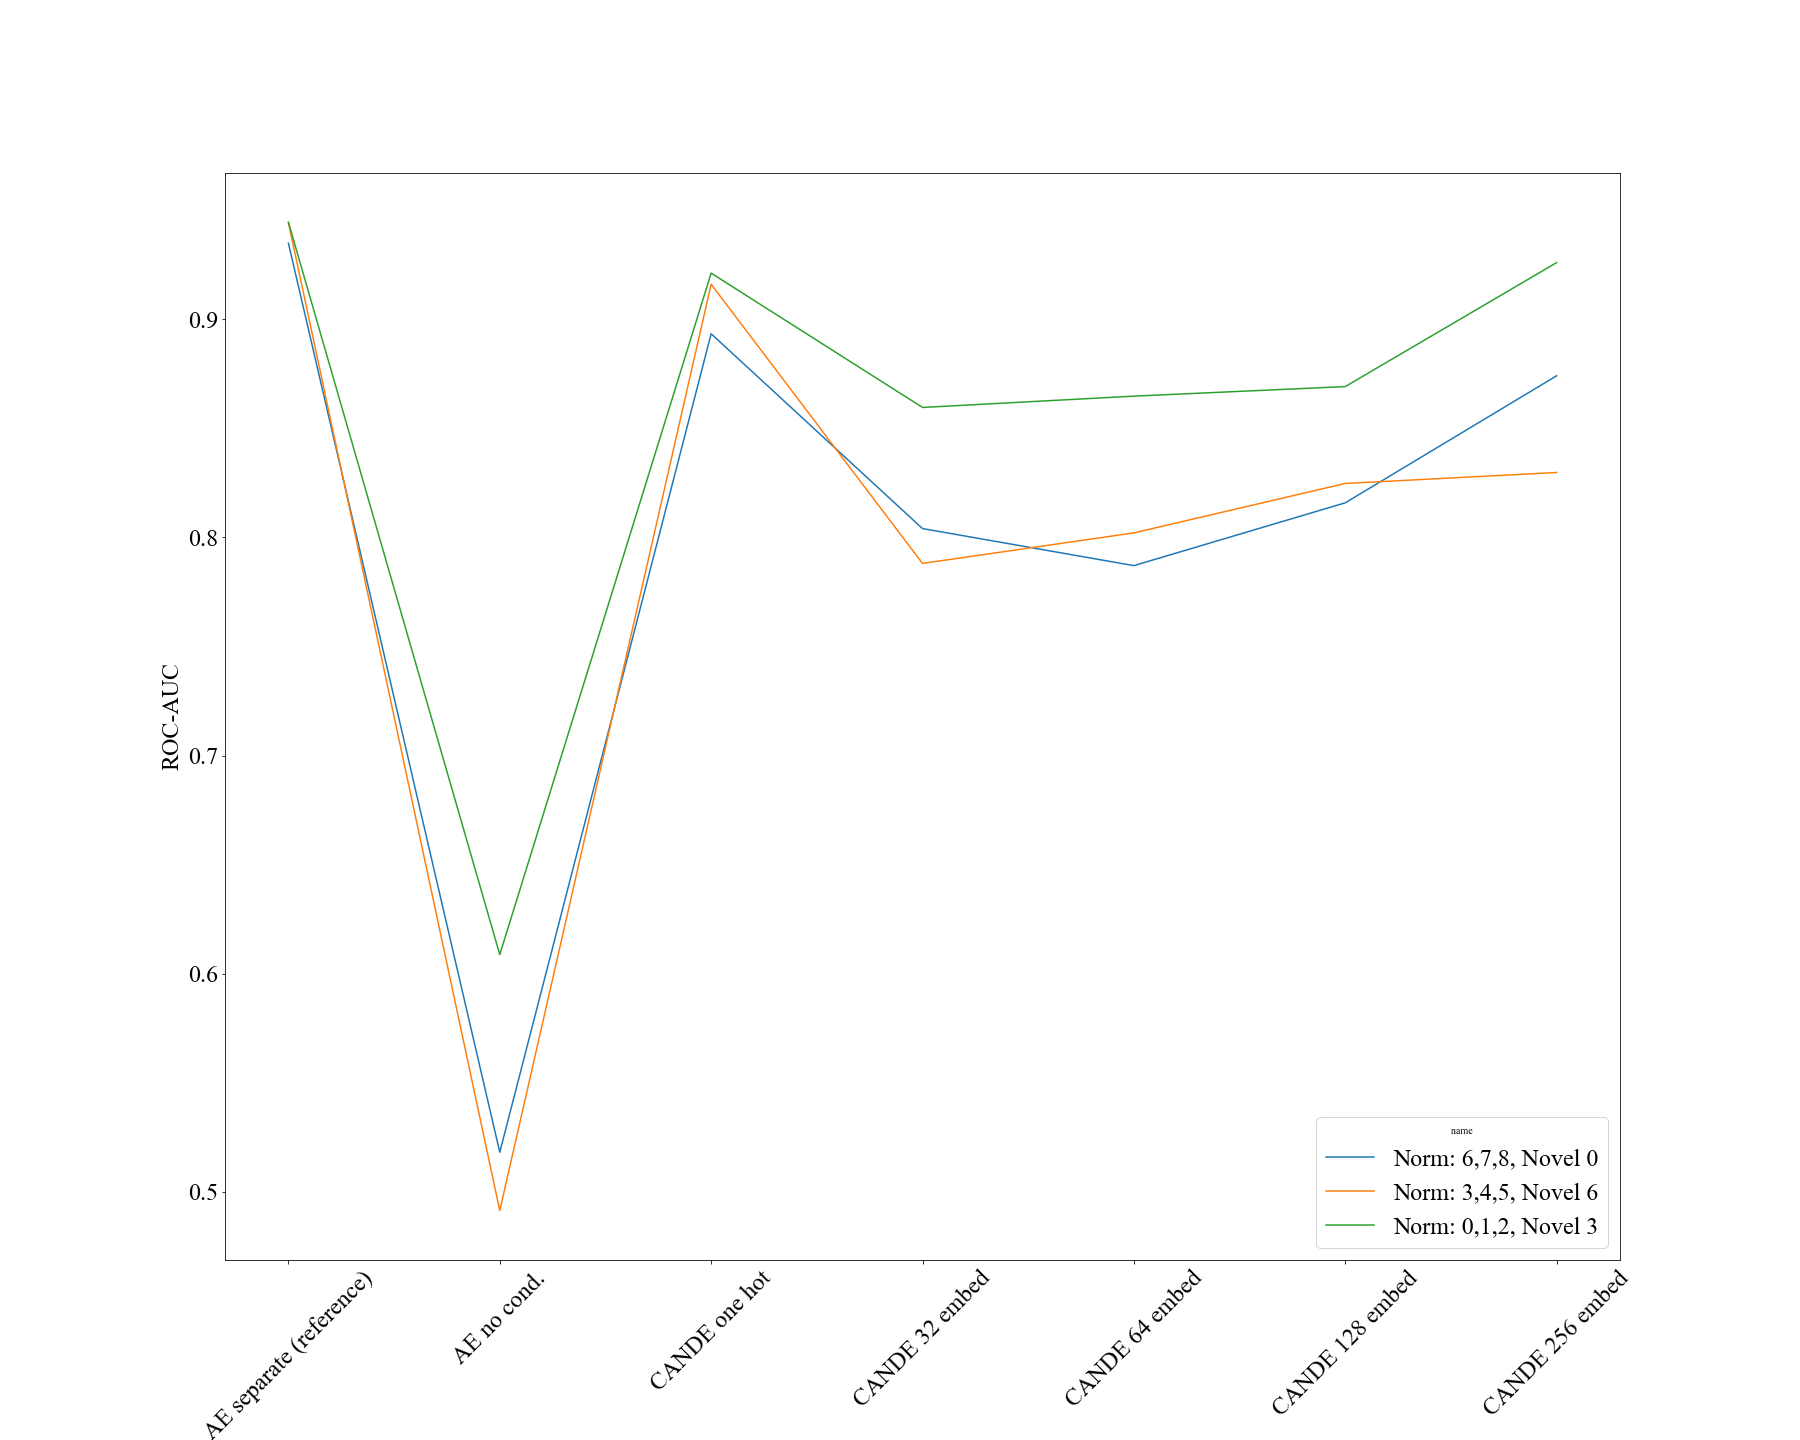 ROC-AUC
0.9
0.8
0.7
0.6
0.5
name
Norm: 6,7,8, Novel 0
Norm: 3,4,5, Novel 6
Norm: 0,1,2, Novel 3
AE separate (reference)
AE no cond.
CANDE one hot
CANDE 32 embed
CANDE 64 embed
CANDE 128 embed
CANDE 256 embed